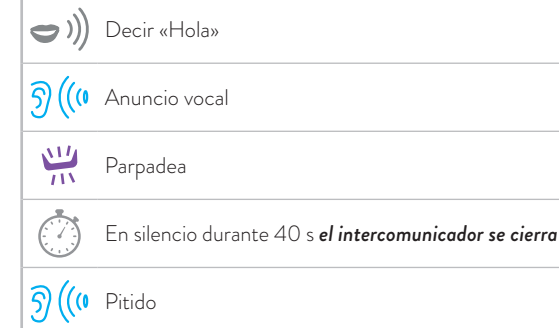 Decir «Hola»
Anuncio vocal
Parpadea
En silencio durante 40 s el intercomunicador se cierra
Pitido